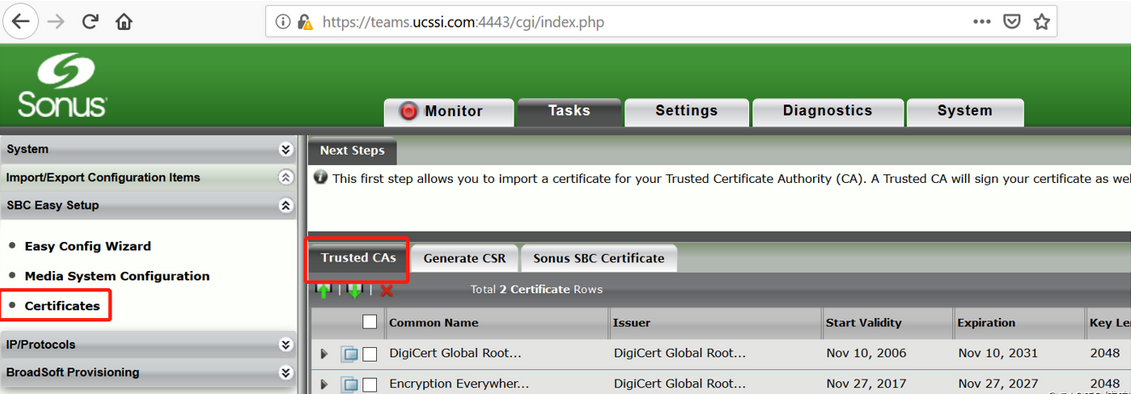 https://teams.ucssi.com:4443/cgi/index.php
Sonus
Monitor Tasks Settings Diagnostics System
System
Import/Export Configuration Items
SBC Easy Setup
Easy Config Wizard
Media System Configuration
Certificates
IP/Protocols
BroadSoft Provisioning
Next Steps
This first step allows you to import a certificate for your Trusted Certificate Authority (CA). A Trusted CA will sign your certificate as wel
Trusted CAs Generate CSR Sonus SBC Certificate
Total 2 Certificate Rows
Common Name Issuer Start Validity Expiration Key Le
DigiCert Global Root... DigiCert Global Root... Nov 10, 2006 Nov 10, 2031 2048
Encryption Everywher... DigiCert Global Root... Nov 27, 2017 Nov 27, 2027 2048